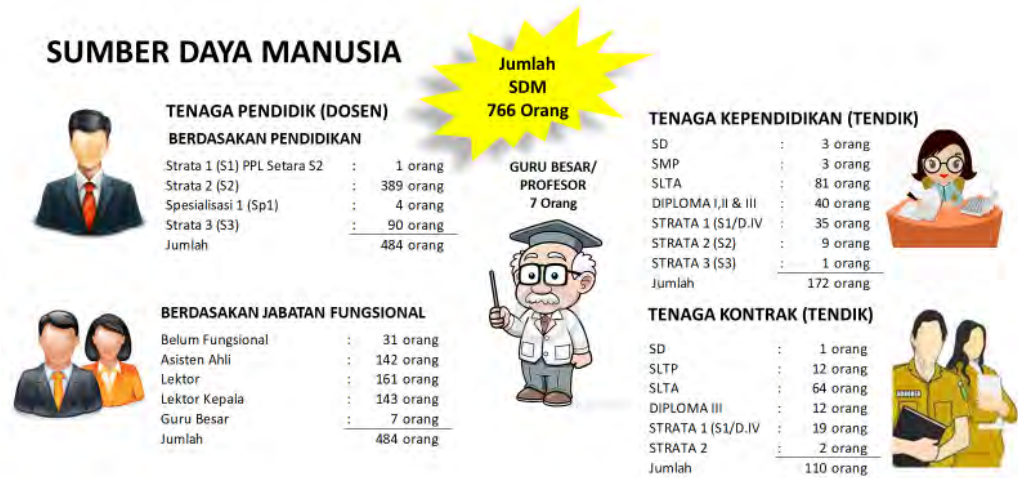 SUMBER DAYA MANUSIA
Jumlah
SDM
766 Orang
TENAGA PENDIDIK (DOSEN)
BERDASAKAN PENDIDIKAN
Strata 1 (S1) PPL Setara S2 : 1 orang
Strata 2 (S2) : 389 orang
Spesialisasi 1 (Sp1) : 4 orang
Strata 3 (S3) : 90 orang
Jumlah 484 orang
BERDASAKAN JABATAN FUNGSIONAL
Belum Fungsional : 31 orang
Asisten Ahli : 142 orang
Lektor : 161 orang
Lektor Kepala : 143 orang
Guru Besar : 7 orang
Jumlah 484 orang
GURU BESAR/
PROFESOR
7 Orang
TENAGA KEPENDIDIKAN (TENDIK)
SD : 3 orang
SMP : 3 orang
SLTA : 81 orang
DIPLOMA I,II & III : 40 orang
STRATA 1 (S1/D.IV : 35 orang
STRATA 2 (S2) : 9 orang
STRATA 3 (S3) : 1 orang
Jumlah 172 orang
TENAGA KONTRAK (TENDIK)
SD : 1 orang
SLTP : 12 orang
SLTA : 64 orang
DIPLOMA III : 12 orang
STRATA 1 (S1/D.IV : 19 orang
STRATA 2 : 2 orang
Jumlah 110 orang